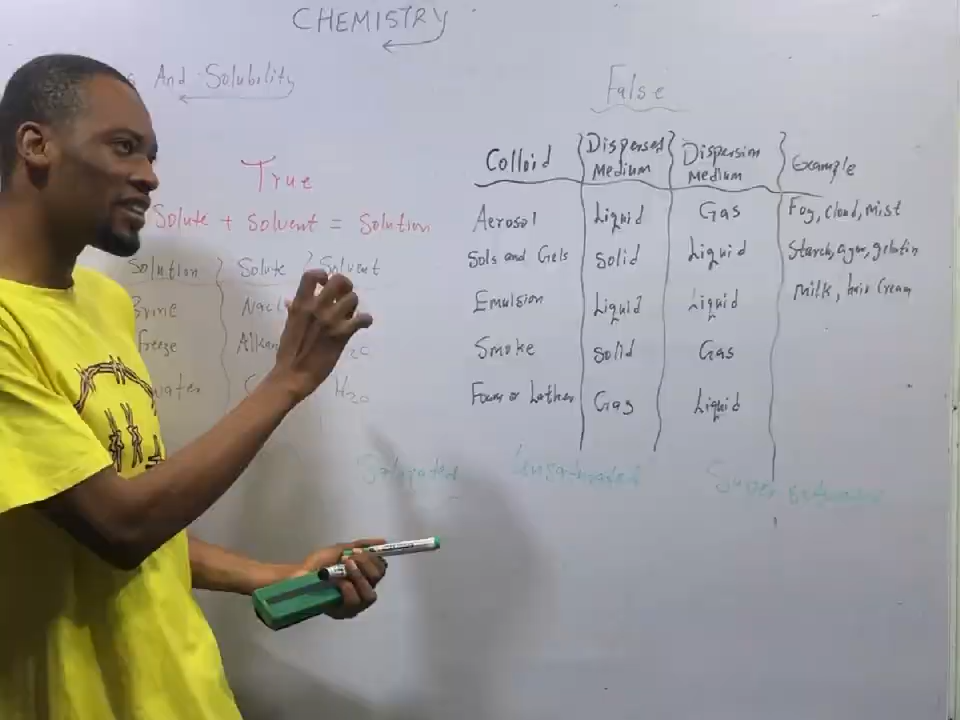 CHEMISTRY
And Solubility
True
Solute + Solvent = Solution
Solution Solute Solvent
Brine Nacl
Freeze H2O
water H2O
False
Colloid Dispersed Medium Dispersion Medium Example
Aerosol Liquid Gas Fog, cloud, mist
Sols and Gels Solid Liquid Starch, agar, gelatin
Emulsion Liquid Liquid Milk, hair cream
Smoke Solid Gas
Foam or Lather Gas Liquid
Saturated Unsaturated Super saturated